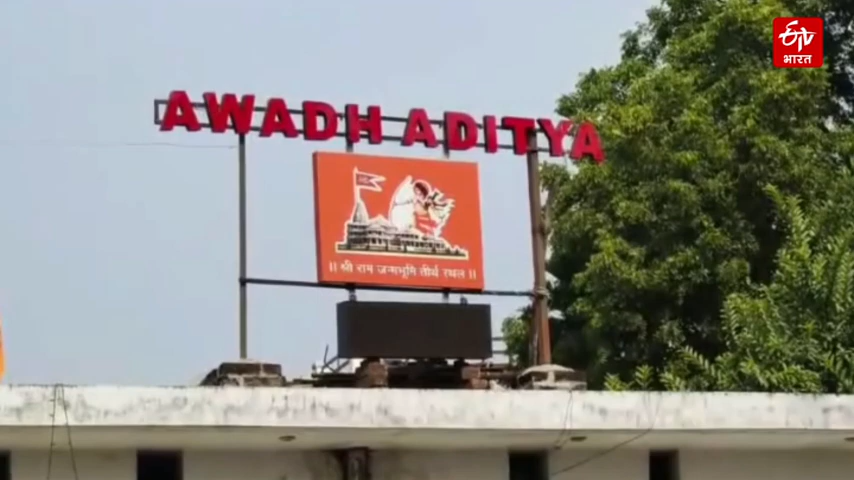 ETV
भारत
AWADH ADITYA
॥ श्री राम जन्मभूमि तीर्थ स्थल ॥